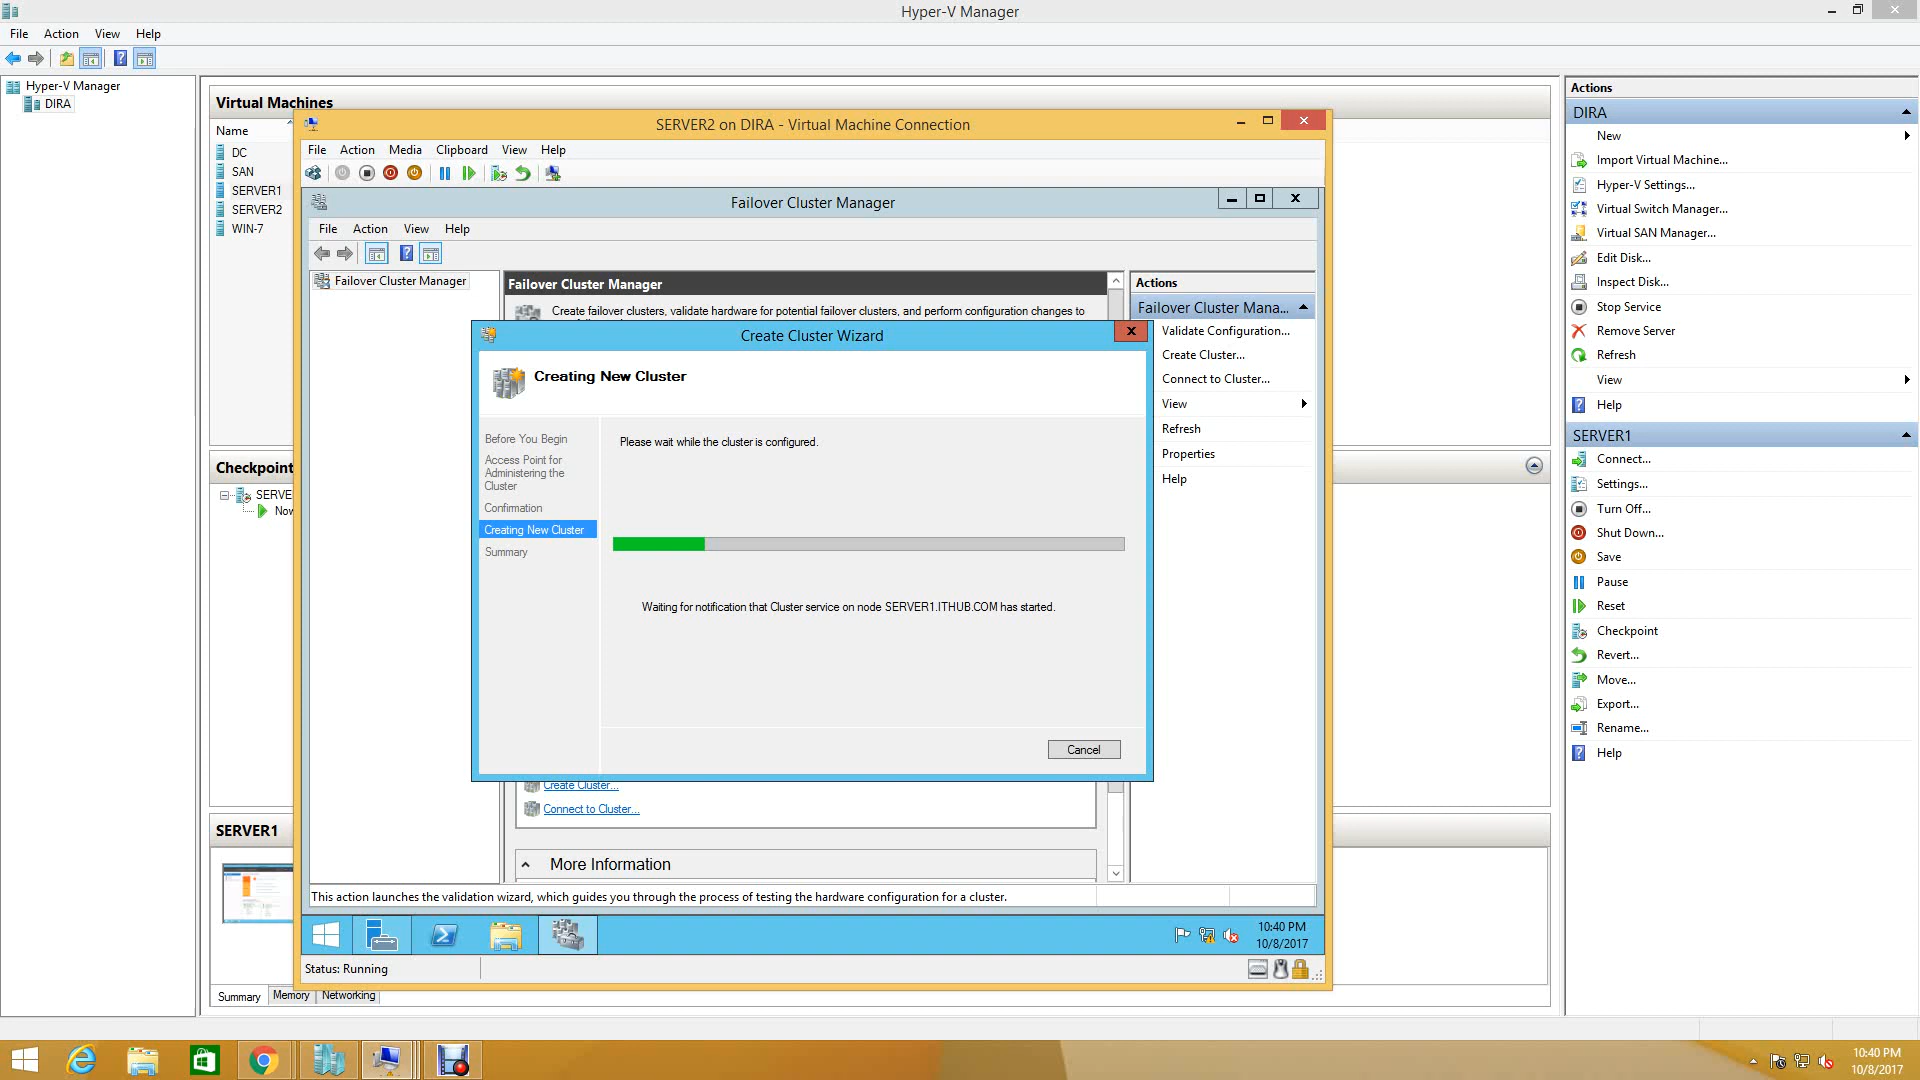 Hyper-V Manager
File Action View Help
Hyper-V Manager
DIRA
Virtual Machines
Name
DC
SAN
SERVER1
SERVER2
WIN-7
Checkpoint
SERVE
Nov
SERVER1
Summary Memory Networking
SERVER2 on DIRA - Virtual Machine Connection
File Action Media Clipboard View Help
Failover Cluster Manager
File Action View Help
Failover Cluster Manager
Failover Cluster Manager
Create failover clusters, validate hardware for potential failover clusters, and perform configuration changes to
Create Cluster Wizard
Creating New Cluster
Before You Begin
Access Point for
Administering the
Cluster
Confirmation
Creating New Cluster
Summary
Please wait while the cluster is configured.
Waiting for notification that Cluster service on node SERVER1.ITHUB.COM has started.
Cancel
Create Cluster...
Connect to Cluster...
More Information
Actions
Failover Cluster Mana...
Validate Configuration...
Create Cluster...
Connect to Cluster...
View
Refresh
Properties
Help
This action launches the validation wizard, which guides you through the process of testing the hardware configuration for a cluster.
10:40 PM
10/8/2017
Status: Running
Actions
DIRA
New
Import Virtual Machine...
Hyper-V Settings...
Virtual Switch Manager...
Virtual SAN Manager...
Edit Disk...
Inspect Disk...
Stop Service
Remove Server
Refresh
View
Help
SERVER1
Connect...
Settings...
Turn Off...
Shut Down...
Save
Pause
Reset
Checkpoint
Revert...
Move...
Export...
Rename...
Help
10:40 PM
10/8/2017